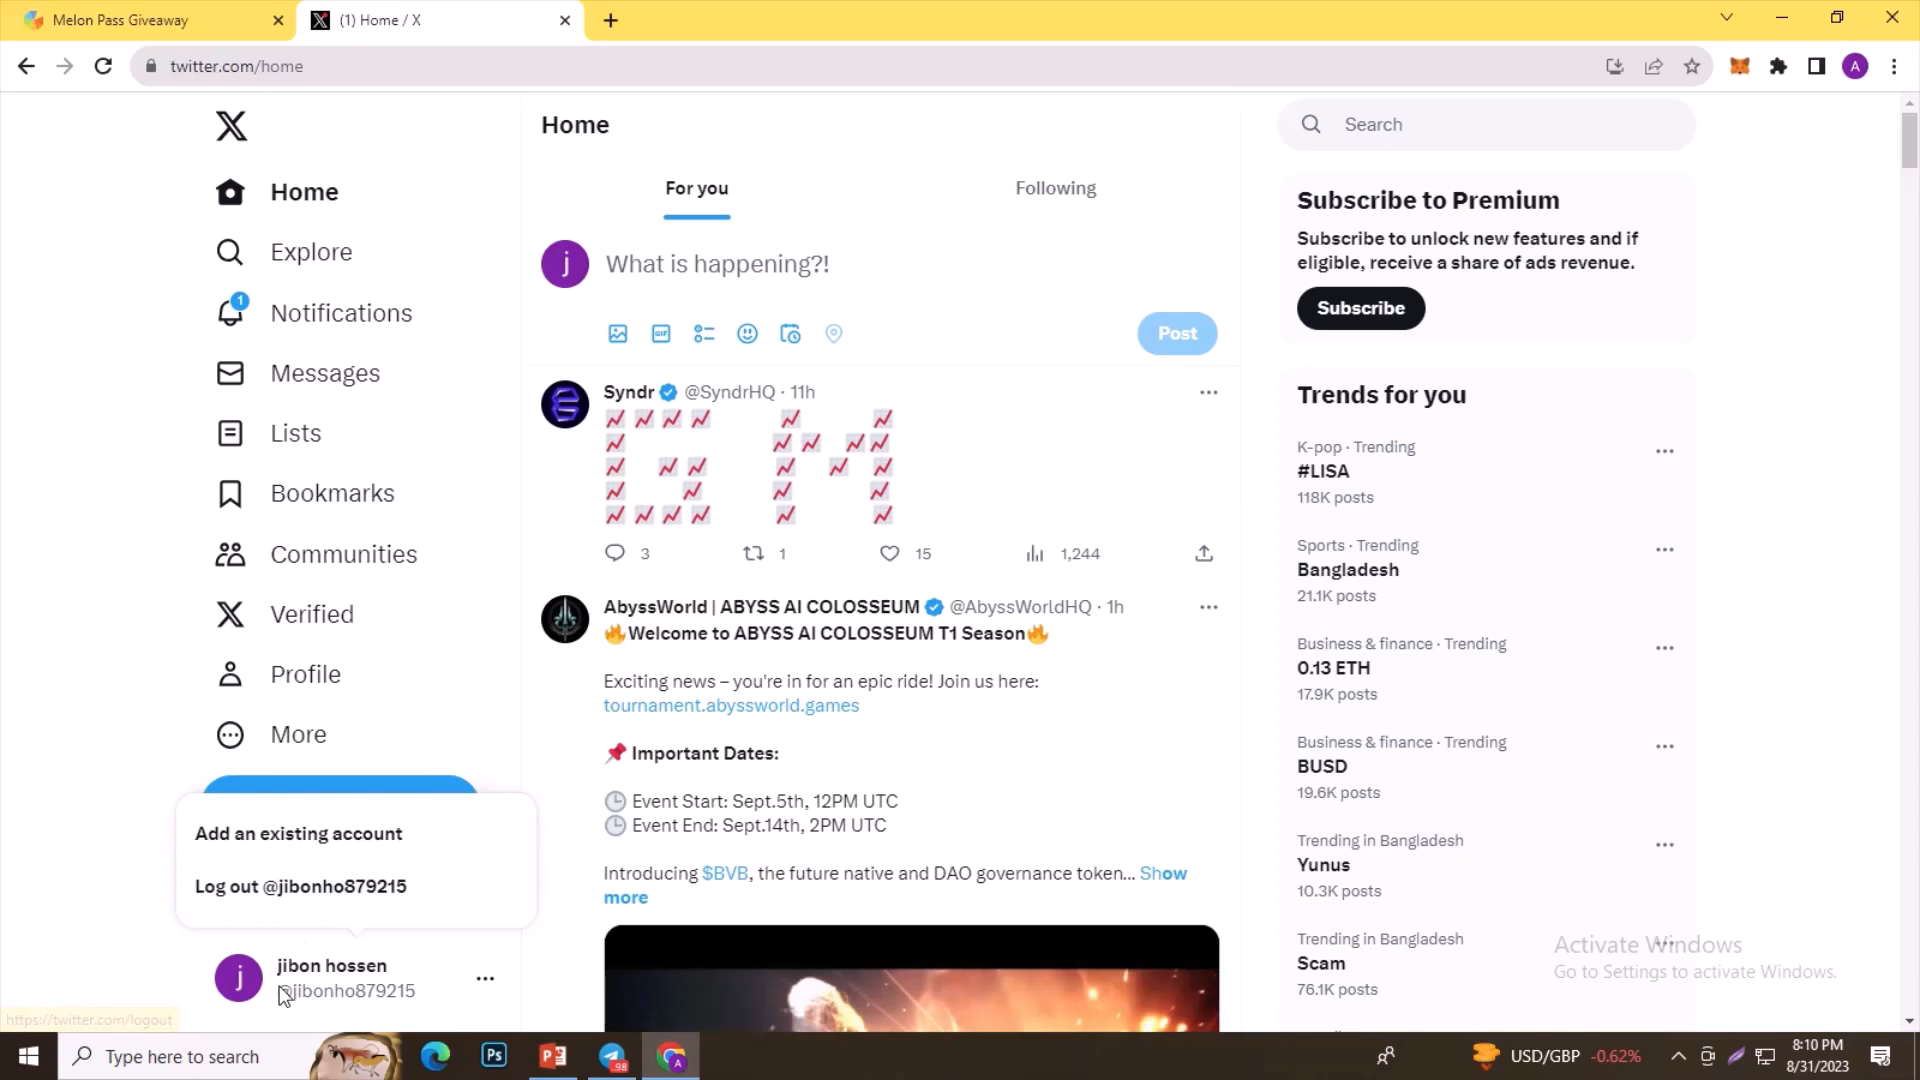 Melon Pass Giveaway
(1) Home / X
twitter.com/home
A
Home
Explore
1
Notifications
Messages
Lists
Bookmarks
Communities
Verified
Profile
More
Add an existing account
Log out @jibonho879215
j
jibon hossen
@jibonho879215
https://twitter.com/logout
Home
For you
Following
j
What is happening?!
GIF
Post
Syndr @SyndrHQ · 11h
3
1
15
1,244
AbyssWorld | ABYSS AI COLOSSEUM @AbyssWorldHQ · 1h
🔥Welcome to ABYSS AI COLOSSEUM T1 Season🔥
Exciting news – you're in for an epic ride! Join us here:
tournament.abyssworld.games
📌 Important Dates:
🕒 Event Start: Sept.5th, 12PM UTC
🕒 Event End: Sept.14th, 2PM UTC
Introducing $BVB, the future native and DAO governance token... Show
more
Search
Subscribe to Premium
Subscribe to unlock new features and if
eligible, receive a share of ads revenue.
Subscribe
Trends for you
K-pop · Trending
#LISA
118K posts
Sports · Trending
Bangladesh
21.1K posts
Business & finance · Trending
0.13 ETH
17.9K posts
Business & finance · Trending
BUSD
19.6K posts
Trending in Bangladesh
Yunus
10.3K posts
Trending in Bangladesh
Scam
76.1K posts
Activate Windows
Go to Settings to activate Windows.
Type here to search
Ps
98
A
USD/GBP -0.62%
8:10 PM
8/31/2023